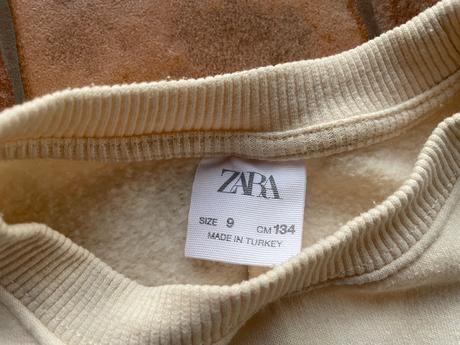 ZARA
SIZE 9 CM 134
MADE IN TURKEY